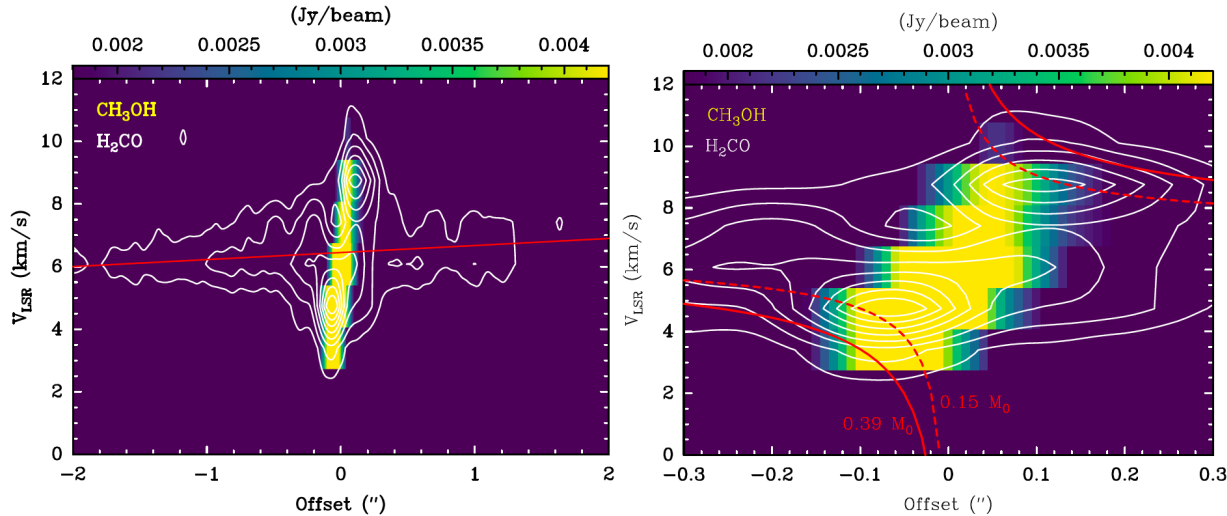 (Jy/beam)
0.002 0.0025 0.003 0.0035 0.004
12
10
8
6
4
2
0
V_LSR (km/s)
CH₃OH
H₂CO
−2 −1 0 1 2
Offset (")
(Jy/beam)
0.002 0.0025 0.003 0.0035 0.004
12
10
8
6
4
2
0
V_LSR (km/s)
CH₃OH
H₂CO
0.39 M₀
0.15 M₀
−0.3 −0.2 −0.1 0 0.1 0.2 0.3
Offset (")